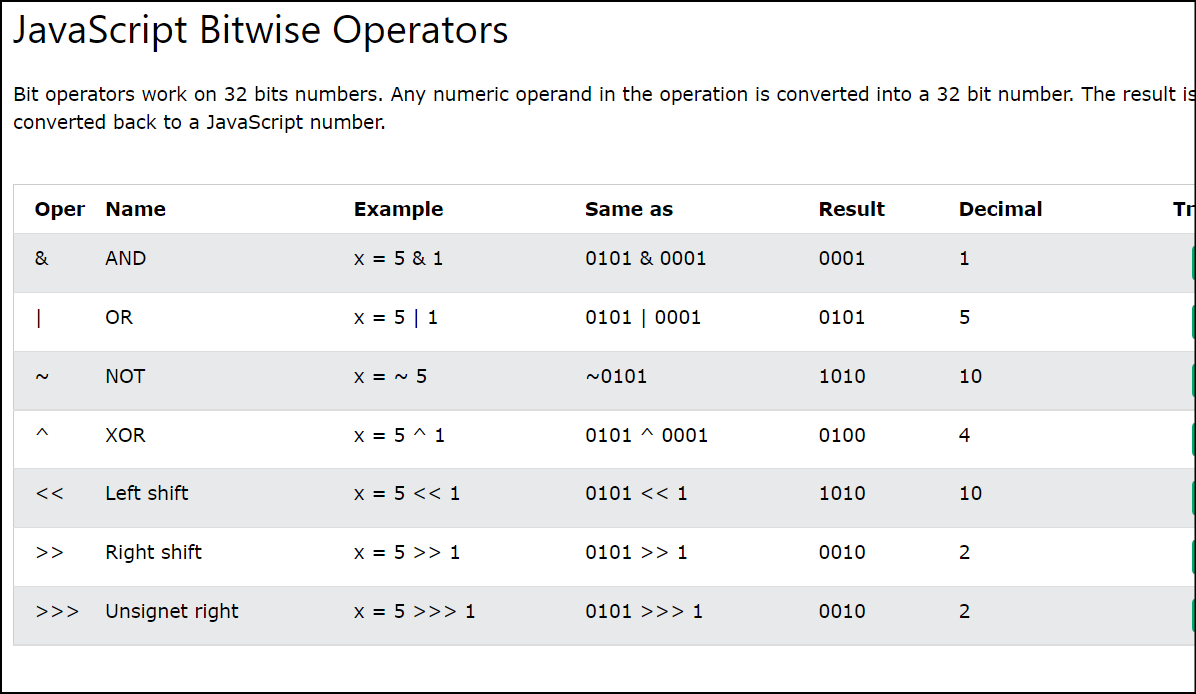 JavaScript Bitwise Operators
Bit operators work on 32 bits numbers. Any numeric operand in the operation is converted into a 32 bit number. The result is
converted back to a JavaScript number.
Oper Name Example Same as Result Decimal
& AND x = 5 & 1 0101 & 0001 0001 1
| OR x = 5 | 1 0101 | 0001 0101 5
~ NOT x = ~ 5 ~0101 1010 10
^ XOR x = 5 ^ 1 0101 ^ 0001 0100 4
<< Left shift x = 5 << 1 0101 << 1 1010 10
>> Right shift x = 5 >> 1 0101 >> 1 0010 2
>>> Unsignet right x = 5 >>> 1 0101 >>> 1 0010 2